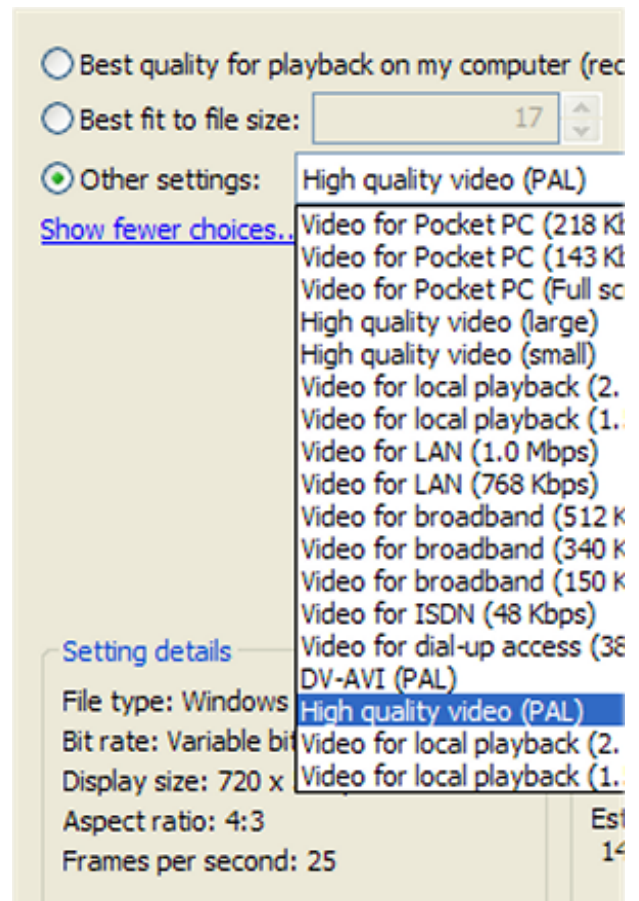 Best quality for playback on my computer (rec
Best fit to file size: 17
Other settings: High quality video (PAL)
Show fewer choices..
Video for Pocket PC (218 Kb
Video for Pocket PC (143 Kb
Video for Pocket PC (Full sc
High quality video (large)
High quality video (small)
Video for local playback (2.
Video for local playback (1.
Video for LAN (1.0 Mbps)
Video for LAN (768 Kbps)
Video for broadband (512 K
Video for broadband (340 K
Video for broadband (150 K
Video for ISDN (48 Kbps)
Video for dial-up access (38
DV-AVI (PAL)
High quality video (PAL)
Video for local playback (2.
Video for local playback (1.
Setting details
File type: Windows
Bit rate: Variable bit
Display size: 720 x
Aspect ratio: 4:3
Frames per second: 25
Est
14